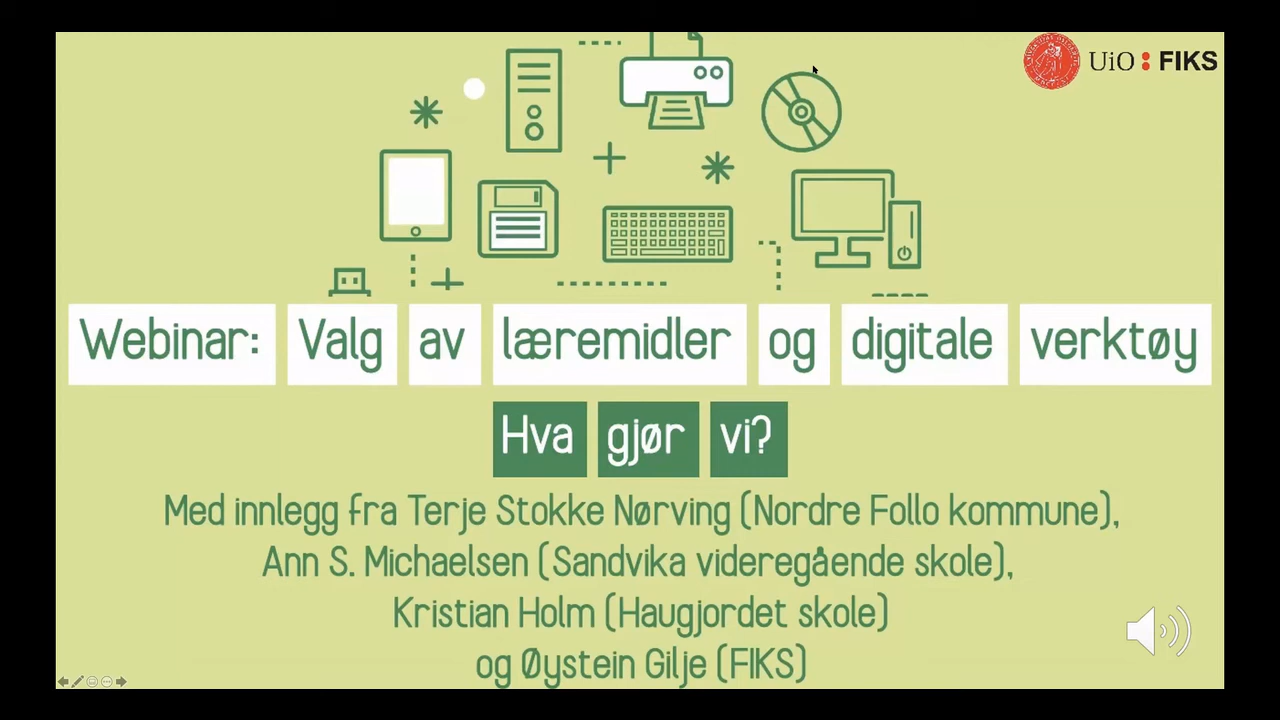 UiO : FIKS
Webinar: Valg av læremidler og digitale verktøy
Hva gjør vi?
Med innlegg fra Terje Stokke Nørving (Nordre Follo kommune),
Ann S. Michaelsen (Sandvika videregående skole),
Kristian Holm (Haugjordet skole)
og Øystein Gilje (FIKS)